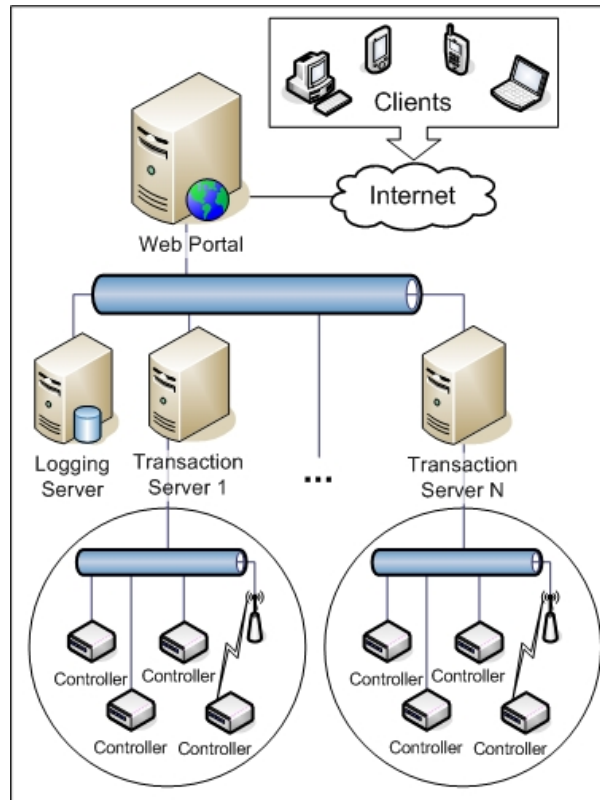 Clients
Internet
Web Portal
Logging
Server
Transaction
Server 1
...
Transaction
Server N
Controller
Controller
Controller
Controller
Controller
Controller
Controller
Controller